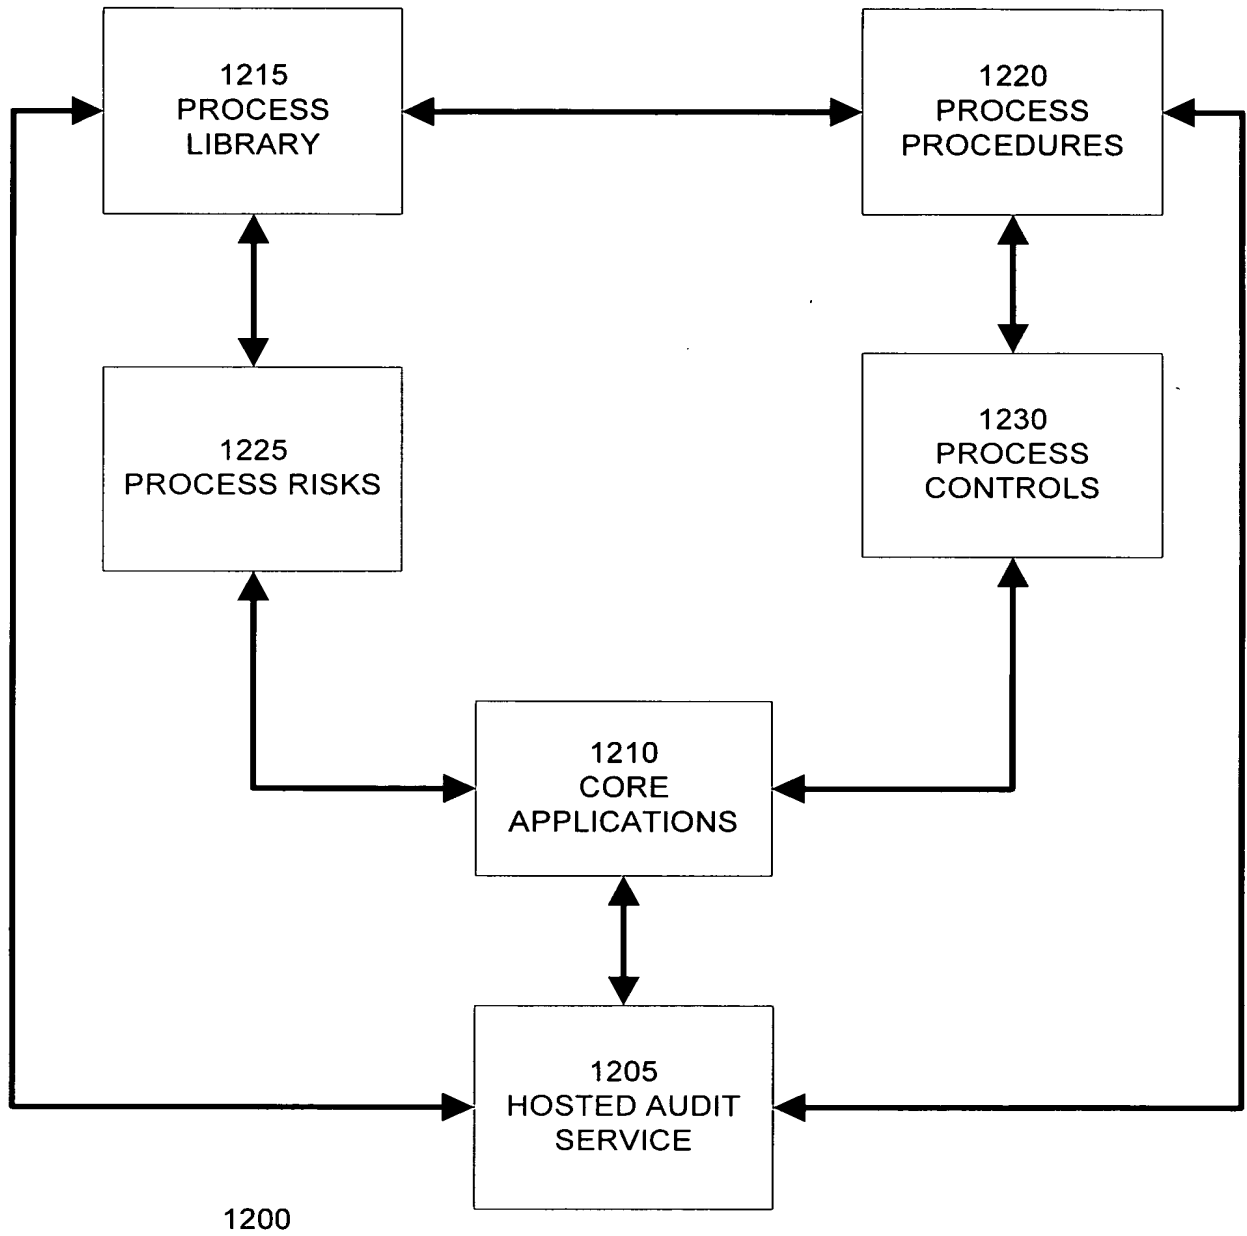 1215
PROCESS
LIBRARY
1220
PROCESS
PROCEDURES
1225
PROCESS RISKS
1230
PROCESS
CONTROLS
1210
CORE
APPLICATIONS
1205
HOSTED AUDIT
SERVICE
1200